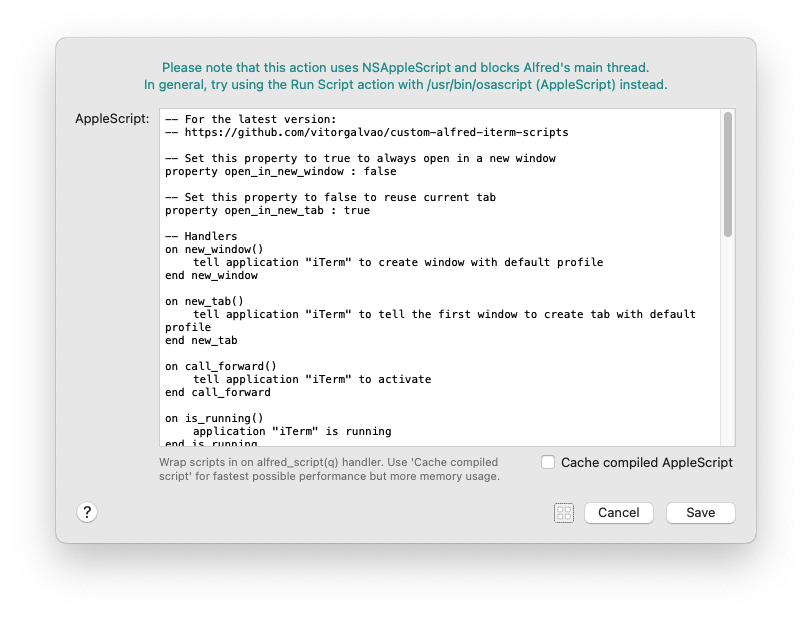 Please note that this action uses NSAppleScript and blocks Alfred's main thread.
In general, try using the Run Script action with /usr/bin/osascript (AppleScript) instead.
AppleScript:
-- For the latest version:
-- https://github.com/vitorgalvao/custom-alfred-iterm-scripts

-- Set this property to true to always open in a new window
property open_in_new_window : false

-- Set this property to false to reuse current tab
property open_in_new_tab : true

-- Handlers
on new_window()
    tell application "iTerm" to create window with default profile
end new_window

on new_tab()
    tell application "iTerm" to tell the first window to create tab with default
profile
end new_tab

on call_forward()
    tell application "iTerm" to activate
end call_forward

on is_running()
    application "iTerm" is running
end is_running
Wrap scripts in on alfred_script(q) handler. Use 'Cache compiled
script' for fastest possible performance but more memory usage.
Cache compiled AppleScript
?
Cancel
Save